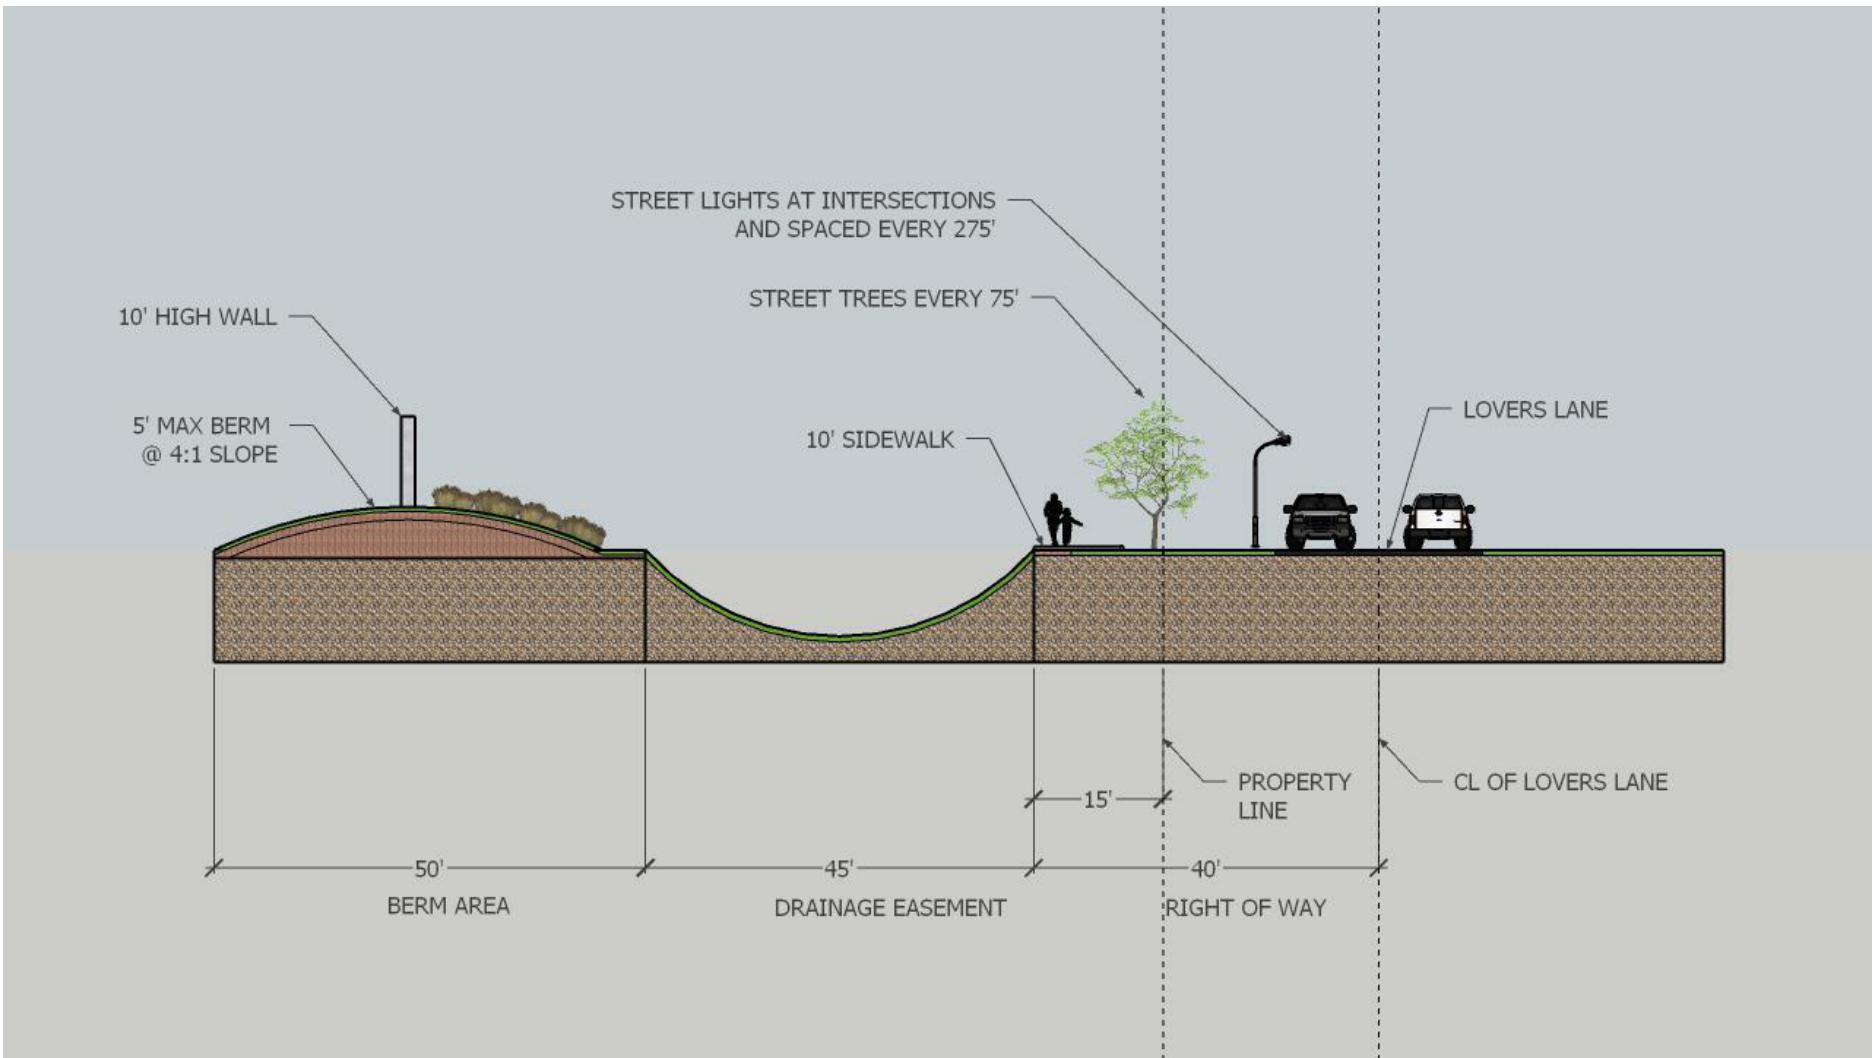 STREET LIGHTS AT INTERSECTIONS
AND SPACED EVERY 275'
STREET TREES EVERY 75'
10' HIGH WALL
5' MAX BERM
@ 4:1 SLOPE
10' SIDEWALK
LOVERS LANE
PROPERTY
LINE
CL OF LOVERS LANE
15'
50'
45'
40'
BERM AREA
DRAINAGE EASEMENT
RIGHT OF WAY